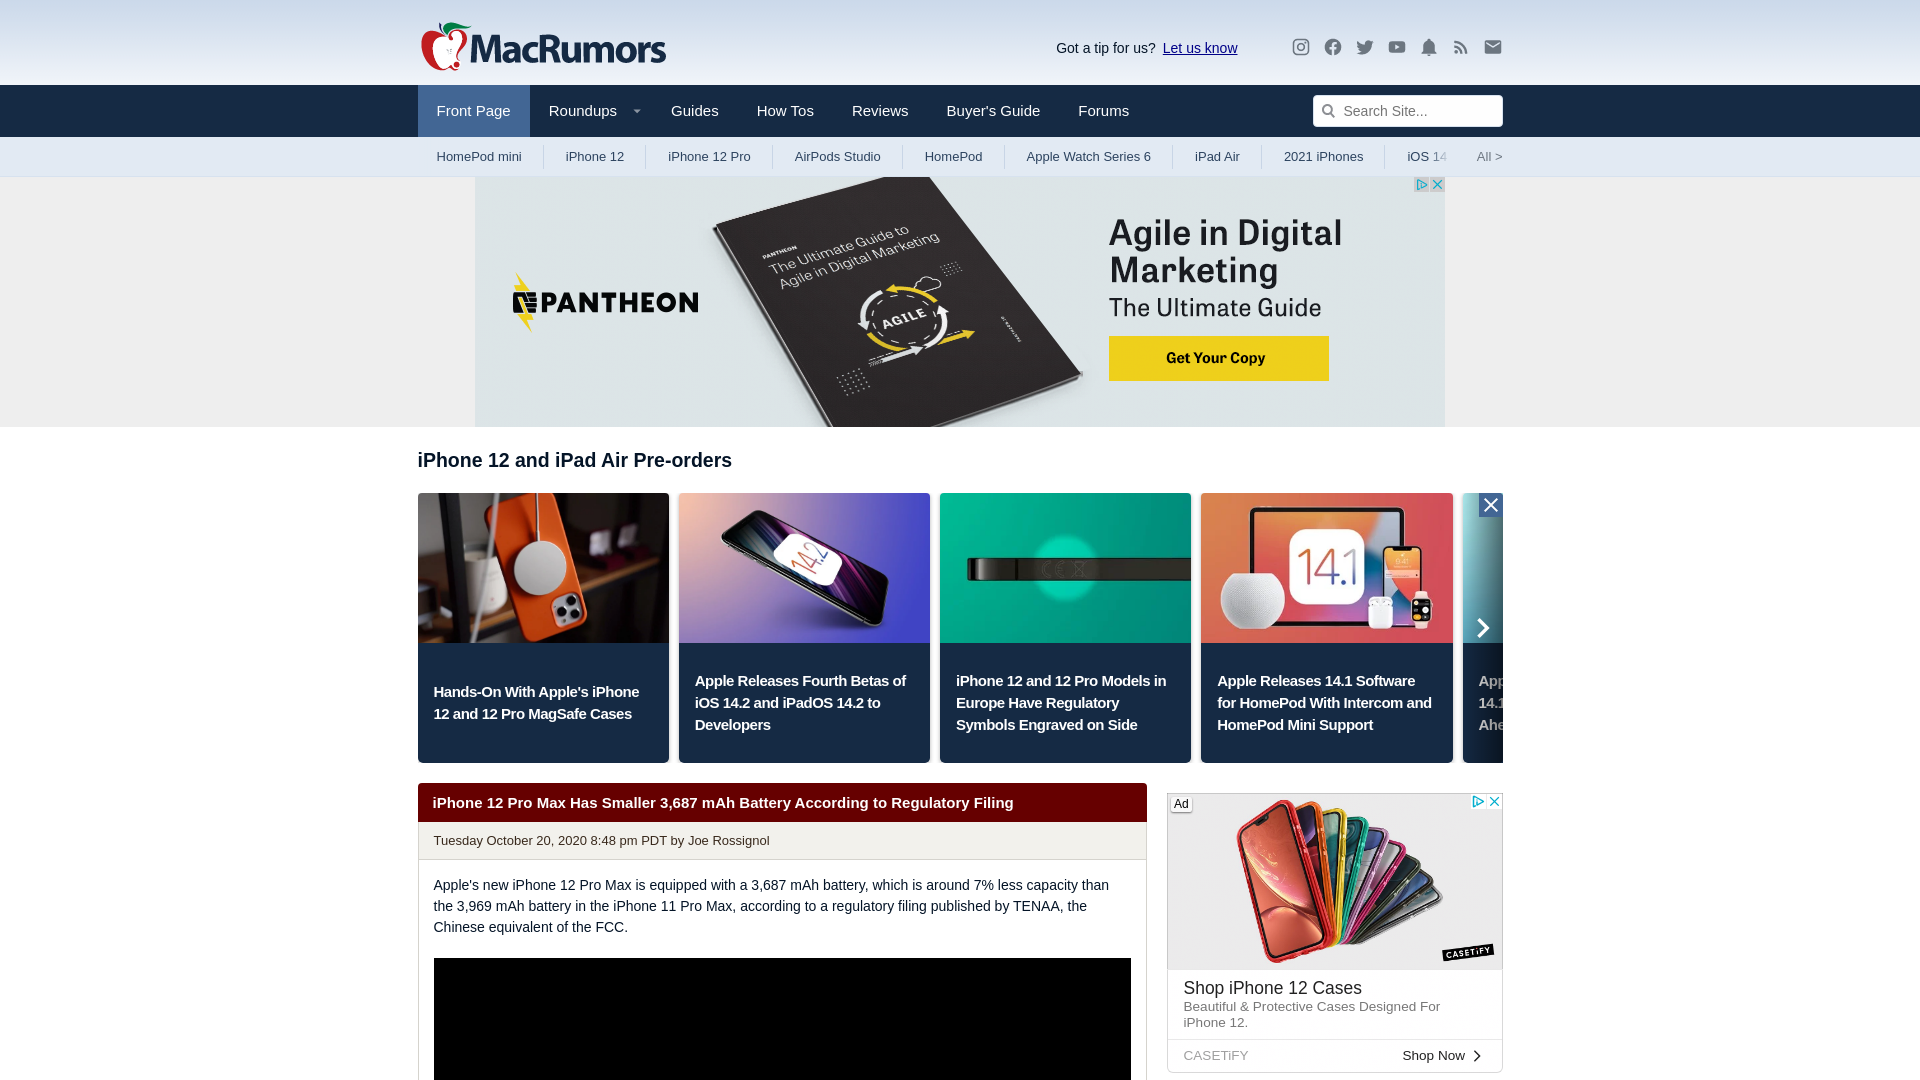 MacRumors
Got a tip for us? Let us know
Front Page
Roundups
Guides
How Tos
Reviews
Buyer's Guide
Forums
Search Site...
HomePod mini
iPhone 12
iPhone 12 Pro
AirPods Studio
HomePod
Apple Watch Series 6
iPad Air
2021 iPhones
iOS 14
All >
PANTHEON
PANTHEON
The Ultimate Guide to
Agile in Digital Marketing
AGILE
Agile in Digital
Marketing
The Ultimate Guide
Get Your Copy
iPhone 12 and iPad Air Pre-orders
14.2
14.1
Hands-On With Apple's iPhone
12 and 12 Pro MagSafe Cases
Apple Releases Fourth Betas of
iOS 14.2 and iPadOS 14.2 to
Developers
iPhone 12 and 12 Pro Models in
Europe Have Regulatory
Symbols Engraved on Side
Apple Releases 14.1 Software
for HomePod With Intercom and
HomePod Mini Support
App
14.1
Ahe
iPhone 12 Pro Max Has Smaller 3,687 mAh Battery According to Regulatory Filing
Tuesday October 20, 2020 8:48 pm PDT by Joe Rossignol
Apple's new iPhone 12 Pro Max is equipped with a 3,687 mAh battery, which is around 7% less capacity than
the 3,969 mAh battery in the iPhone 11 Pro Max, according to a regulatory filing published by TENAA, the
Chinese equivalent of the FCC.
Ad
CASETiFY
Shop iPhone 12 Cases
Beautiful & Protective Cases Designed For
iPhone 12.
CASETiFY
Shop Now